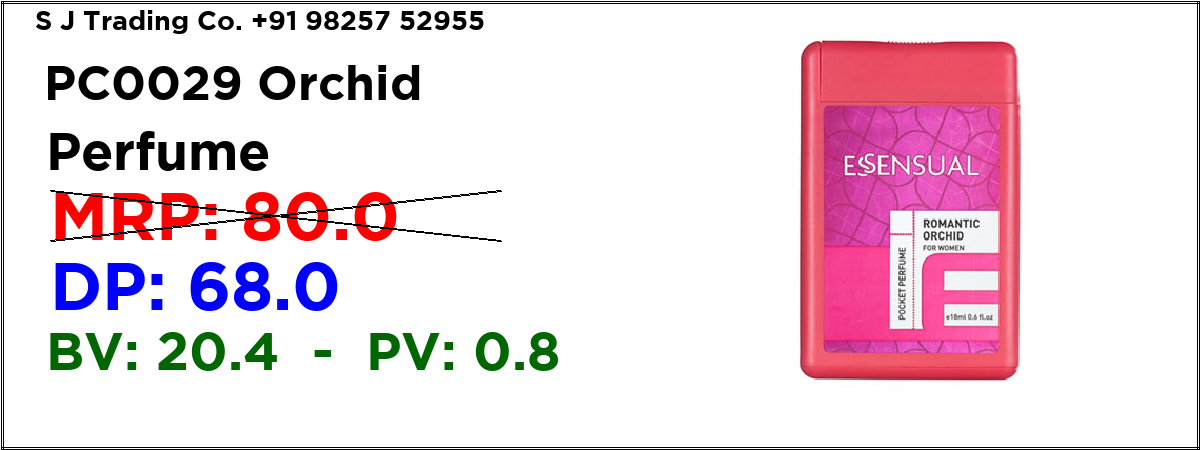 S J Trading Co. +91 98257 52955
PC0029 Orchid
Perfume
MRP: 80.0
DP: 68.0
BV: 20.4 - PV: 0.8
ESSENSUAL
ROMANTIC
ORCHID
FOR WOMEN
POCKET PERFUME
e18ml 0.6 fl.oz